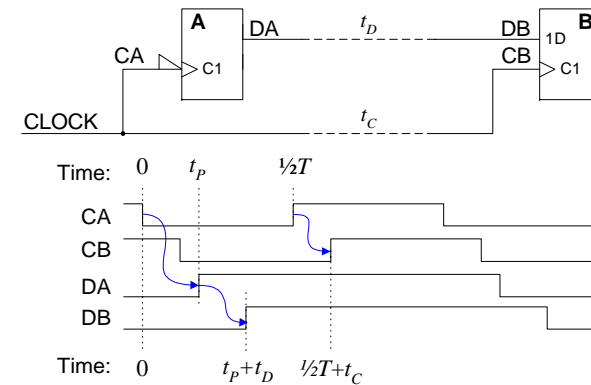 A B
DA t_D DB 1D
CA C1 CB C1
CLOCK t_C
Time: 0 t_P ½T
CA
CB
DA
DB
Time: 0 t_P+t_D ½T+t_C